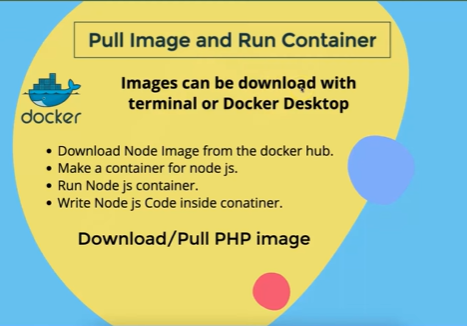 Pull Image and Run Container
Images can be downloąd with
terminal or Docker Desktop
docker
• Download Node Image from the docker hub.
• Make a container for node js.
• Run Node js container.
• Write Node js Code inside conatiner.
Download/Pull PHP image